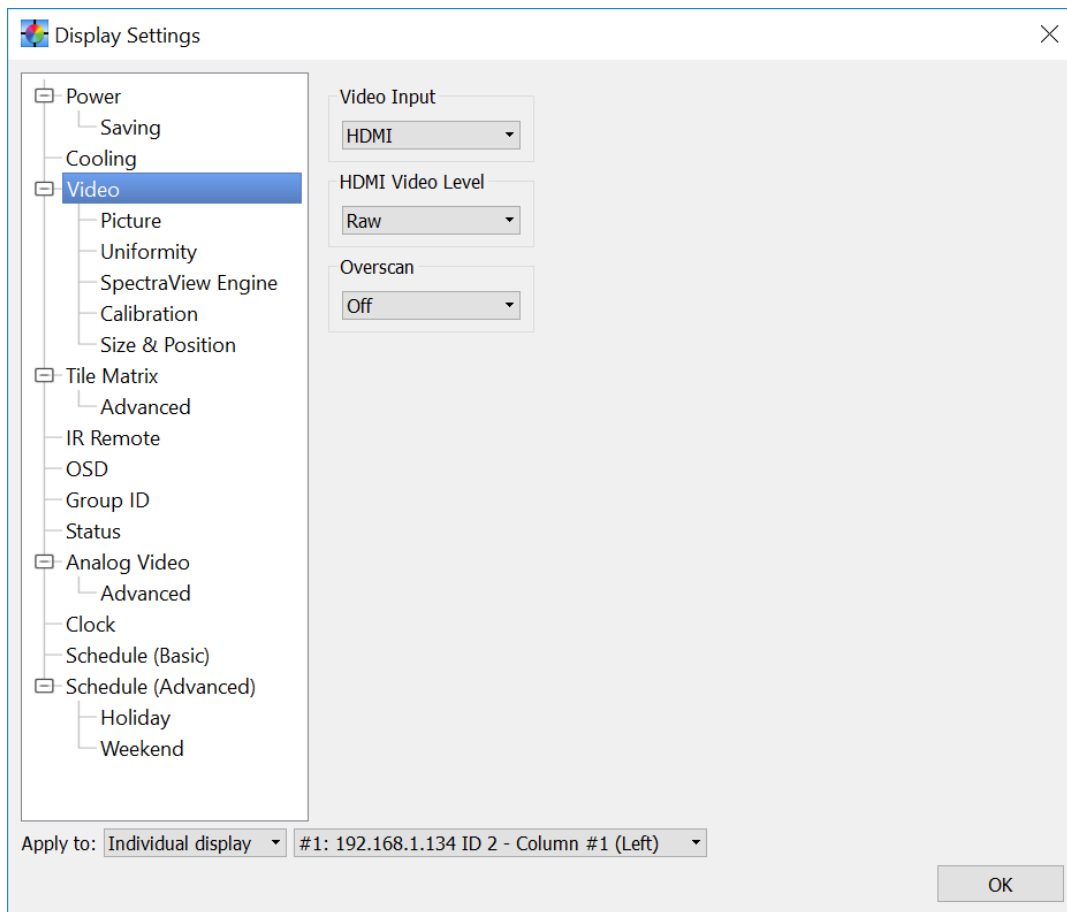 Display Settings
Power
Saving
Cooling
Video
Picture
Uniformity
SpectraView Engine
Calibration
Size & Position
Tile Matrix
Advanced
IR Remote
OSD
Group ID
Status
Analog Video
Advanced
Clock
Schedule (Basic)
Schedule (Advanced)
Holiday
Weekend
Video Input
HDMI
HDMI Video Level
Raw
Overscan
Off
Apply to: Individual display #1: 192.168.1.134 ID 2 - Column #1 (Left)
OK